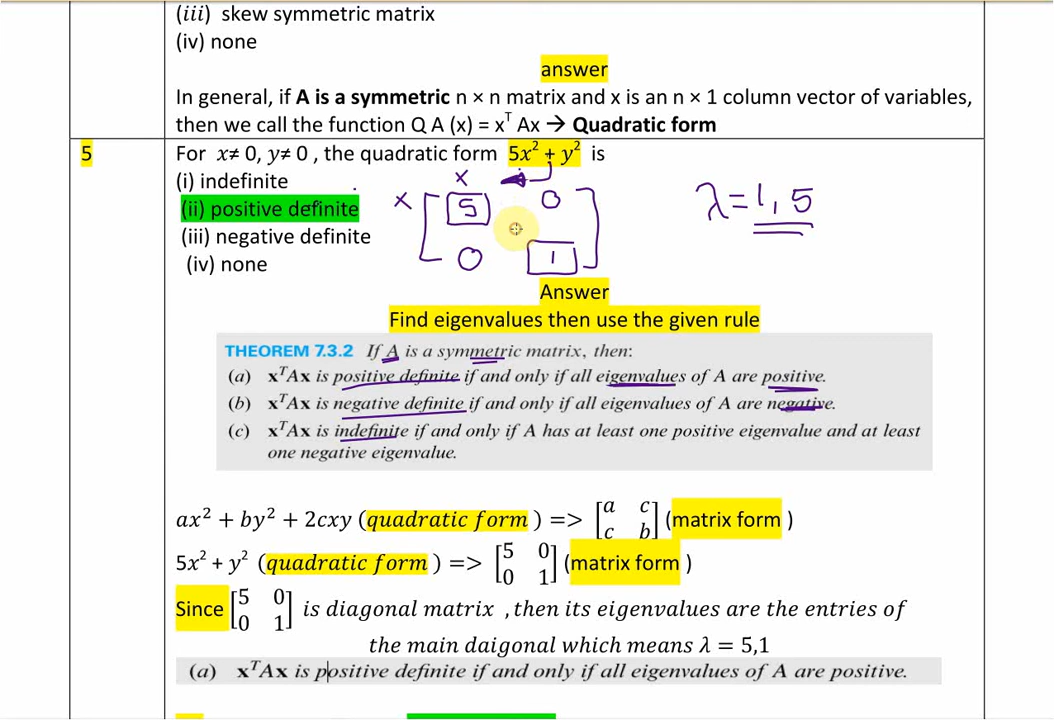 (iii) skew symmetric matrix
(iv) none
answer
In general, if A is a symmetric n × n matrix and x is an n × 1 column vector of variables,
then we call the function Q A (x) = xᵀ Ax → Quadratic form
5
For x≠ 0, y≠ 0 , the quadratic form 5x² + y² is
(i) indefinite
(ii) positive definite
(iii) negative definite
(iv) none
x
x [ 5 0
0 1 ]
λ = 1, 5
Answer
Find eigenvalues then use the given rule
THEOREM 7.3.2 If A is a symmetric matrix, then:
(a) xᵀAx is positive definite if and only if all eigenvalues of A are positive.
(b) xᵀAx is negative definite if and only if all eigenvalues of A are negative.
(c) xᵀAx is indefinite if and only if A has at least one positive eigenvalue and at least
one negative eigenvalue.
ax² + by² + 2cxy (quadratic form ) => [a c
c b] (matrix form )
5x² + y² (quadratic form ) => [5 0
0 1] (matrix form )
Since [5 0
0 1] is diagonal matrix , then its eigenvalues are the entries of
the main daigonal which means λ = 5,1
(a) xᵀAx is positive definite if and only if all eigenvalues of A are positive.